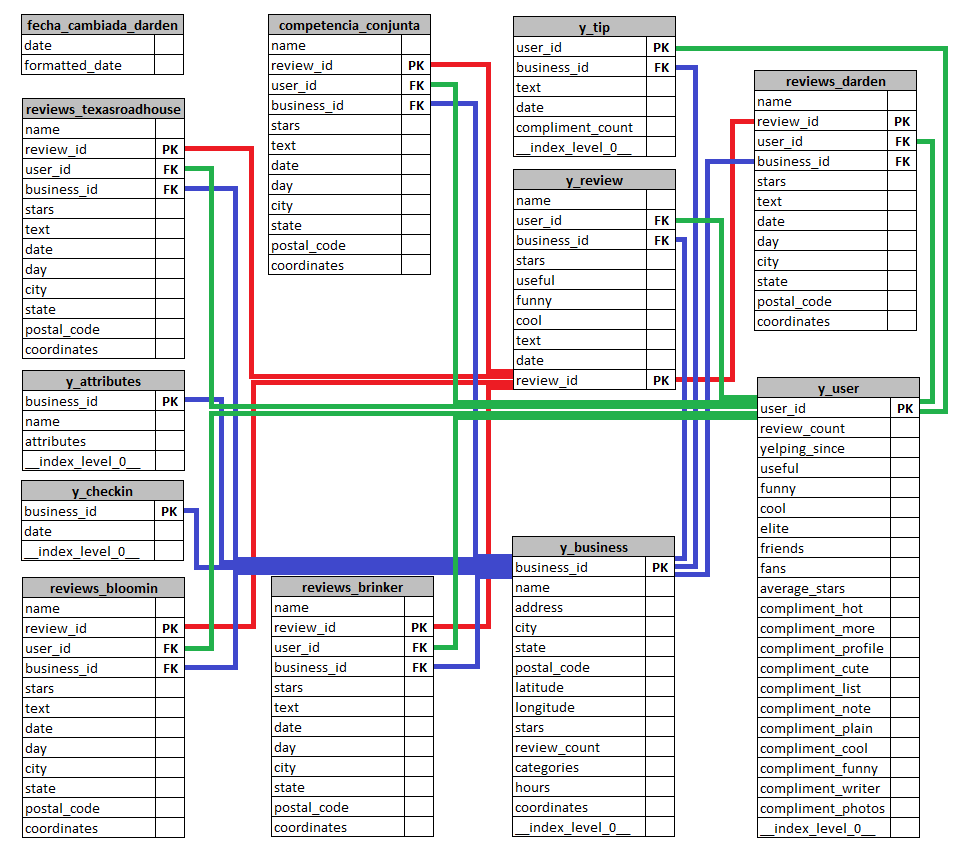 fecha_cambiada_darden
date
formatted_date
reviews_texasroadhouse
name
review_id PK
user_id FK
business_id FK
stars
text
date
day
city
state
postal_code
coordinates
y_attributes
business_id PK
name
attributes
__index_level_0__
y_checkin
business_id PK
date
__index_level_0__
reviews_bloomin
name
review_id PK
user_id FK
business_id FK
stars
text
date
day
city
state
postal_code
coordinates
competencia_conjunta
name
review_id PK
user_id FK
business_id FK
stars
text
date
day
city
state
postal_code
coordinates
reviews_brinker
name
review_id PK
user_id FK
business_id FK
stars
text
date
day
city
state
postal_code
coordinates
y_tip
user_id PK
business_id FK
text
date
compliment_count
__index_level_0__
y_review
name
user_id FK
business_id FK
stars
useful
funny
cool
text
date
review_id PK
y_business
business_id PK
name
address
city
state
postal_code
latitude
longitude
stars
review_count
categories
hours
coordinates
__index_level_0__
reviews_darden
name
review_id PK
user_id FK
business_id FK
stars
text
date
day
city
state
postal_code
coordinates
y_user
user_id PK
review_count
yelping_since
useful
funny
cool
elite
friends
fans
average_stars
compliment_hot
compliment_more
compliment_profile
compliment_cute
compliment_list
compliment_note
compliment_plain
compliment_cool
compliment_funny
compliment_writer
compliment_photos
__index_level_0__